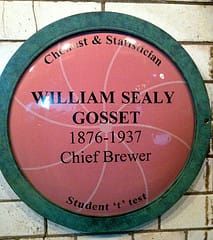 Chemist & Statistician
WILLIAM SEALY
GOSSET
1876-1937
Chief Brewer
Student 't' test